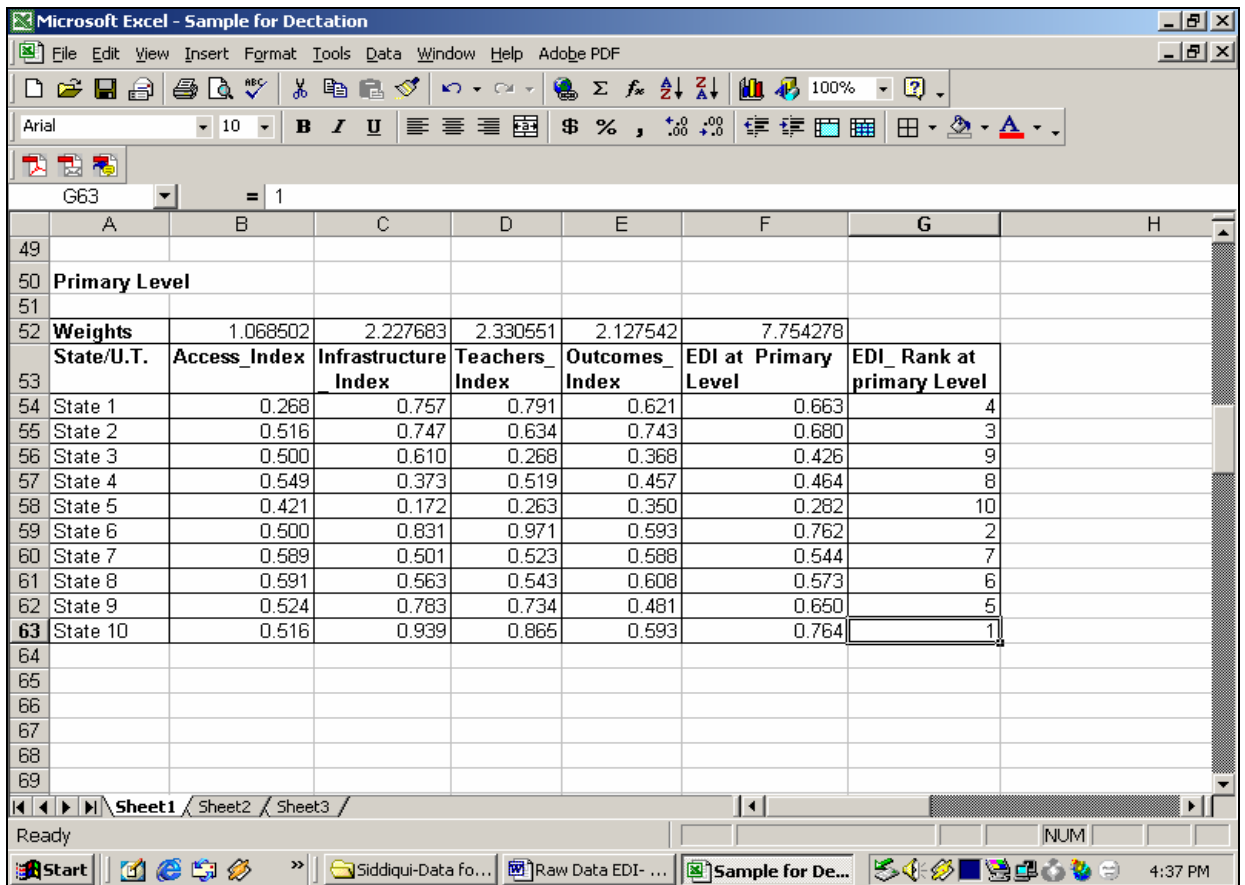 Microsoft Excel - Sample for Dectation
File Edit View Insert Format Tools Data Window Help Adobe PDF
100%
Arial 10 B I U $ % ,
G63 = 1
A B C D E F G H
49
50 Primary Level
51
52 Weights 1.068502 2.227683 2.330551 2.127542 7.754278
State/U.T. Access_Index Infrastructure Teachers_ Outcomes_ EDI at Primary EDI_ Rank at
53 _ Index Index Index Level primary Level
54 State 1 0.268 0.757 0.791 0.621 0.663 4
55 State 2 0.516 0.747 0.634 0.743 0.680 3
56 State 3 0.500 0.610 0.268 0.368 0.426 9
57 State 4 0.549 0.373 0.519 0.457 0.464 8
58 State 5 0.421 0.172 0.263 0.350 0.282 10
59 State 6 0.500 0.831 0.971 0.593 0.762 2
60 State 7 0.589 0.501 0.523 0.588 0.544 7
61 State 8 0.591 0.563 0.543 0.608 0.573 6
62 State 9 0.524 0.783 0.734 0.481 0.650 5
63 State 10 0.516 0.939 0.865 0.593 0.764 1
64
65
66
67
68
69
Sheet1 / Sheet2 / Sheet3 /
Ready NUM
Start » Siddiqui-Data fo... Raw Data EDI- ... Sample for De... 4:37 PM